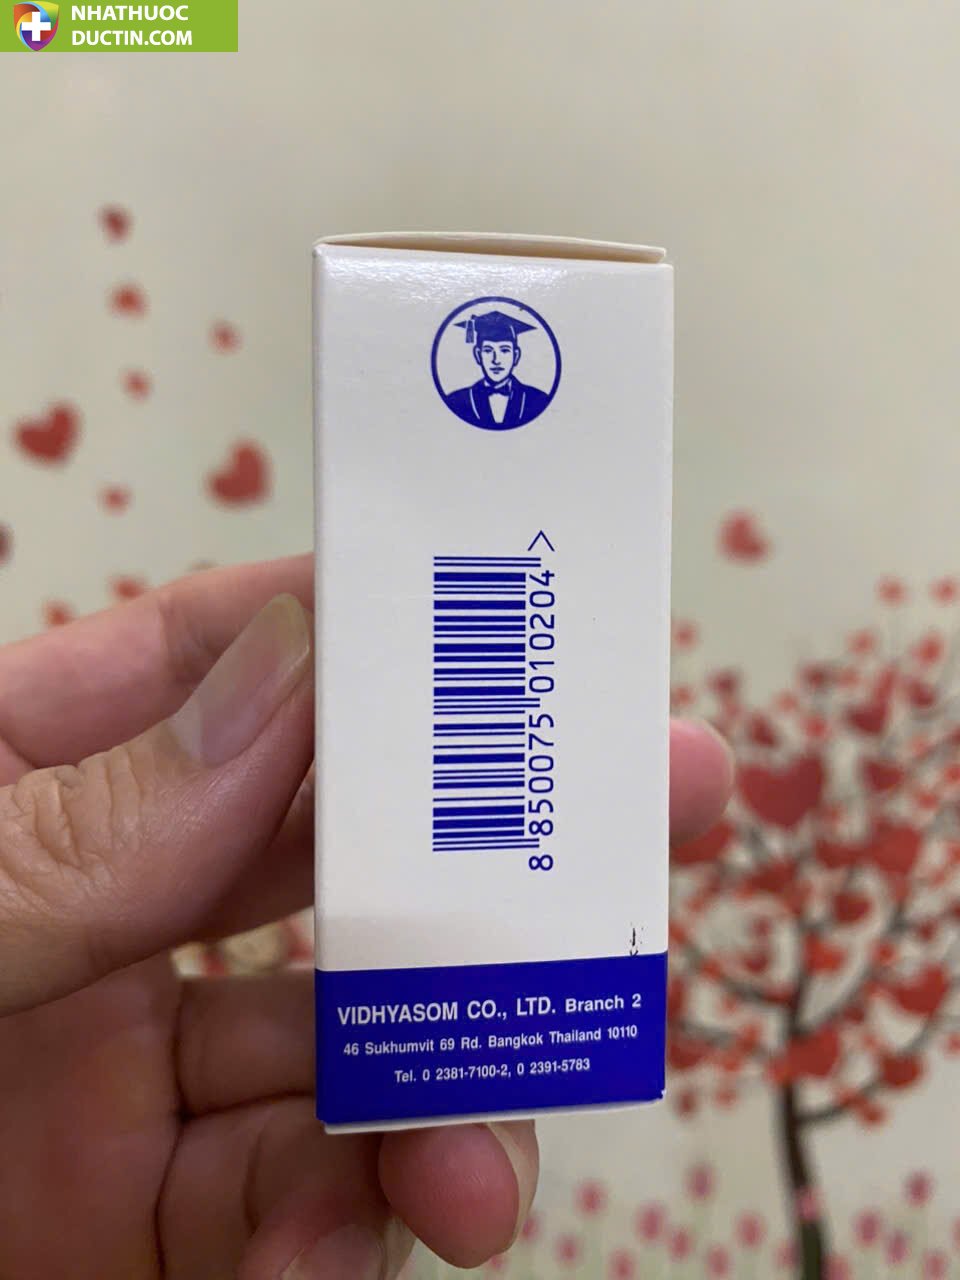 NHATHUOC
DUCTIN.COM
8 850075 010204 >
VIDHYASOM CO., LTD. Branch 2
46 Sukhumvit 69 Rd. Bangkok Thailand 10110
Tel. 0 2381-7100-2, 0 2391-5783